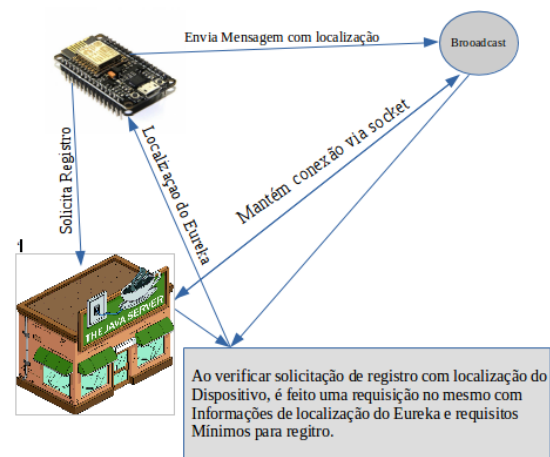 Envia Mensagem com localização
Brooadcast
Solicita Registro
Localização do Eureka
Mantém conexão via socket
THE JAVA SERVER
Ao verificar solicitação de registro com localização do
Dispositivo, é feito uma requisição no mesmo com
Informações de localização do Eureka e requisitos
Mínimos para regitro.